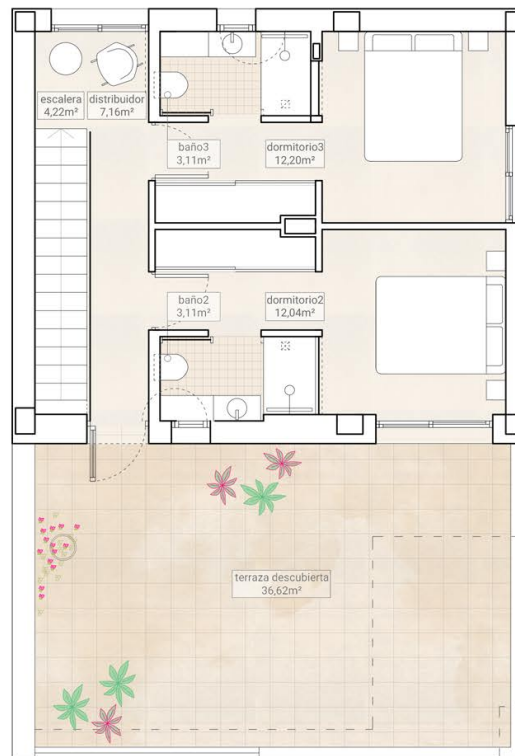 escalera
4,22m²
distribuidor
7,16m²
baño3
3,11m²
dormitorio3
12,20m²
baño2
3,11m²
dormitorio2
12,04m²
terraza descubierta
36,62m²